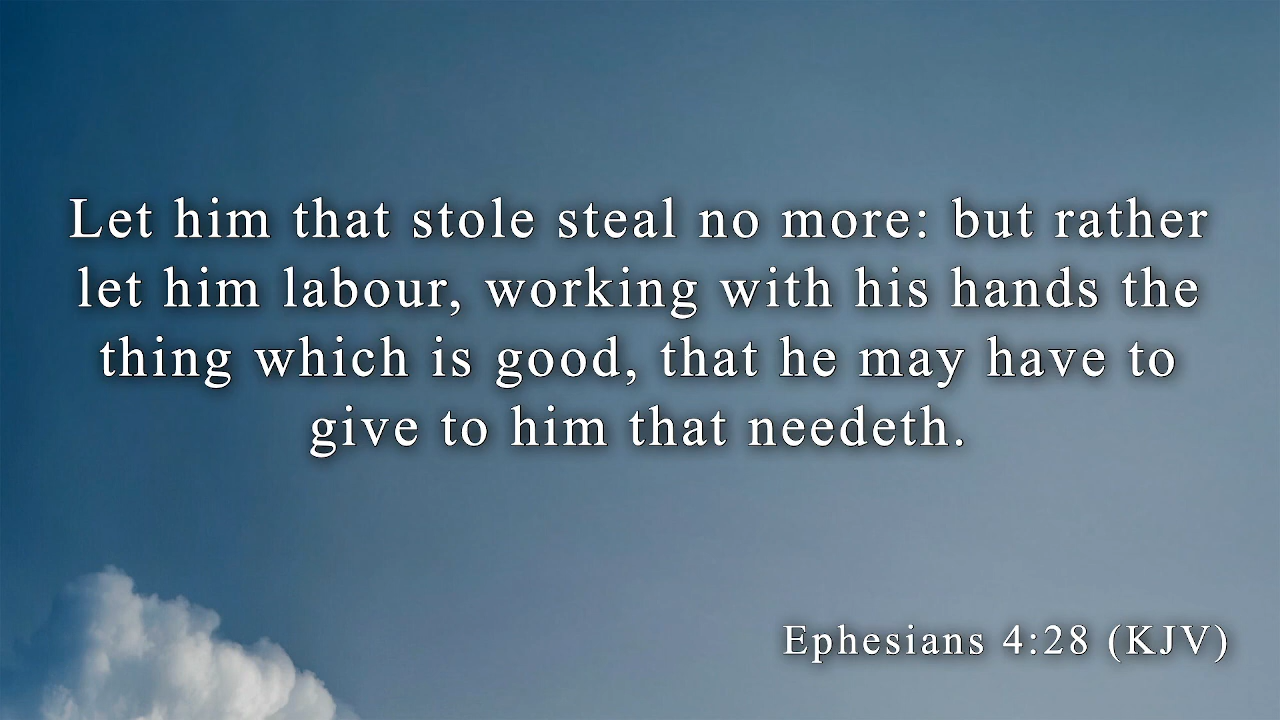 Let him that stole steal no more: but rather
let him labour, working with his hands the
thing which is good, that he may have to
give to him that needeth.
Ephesians 4:28 (KJV)